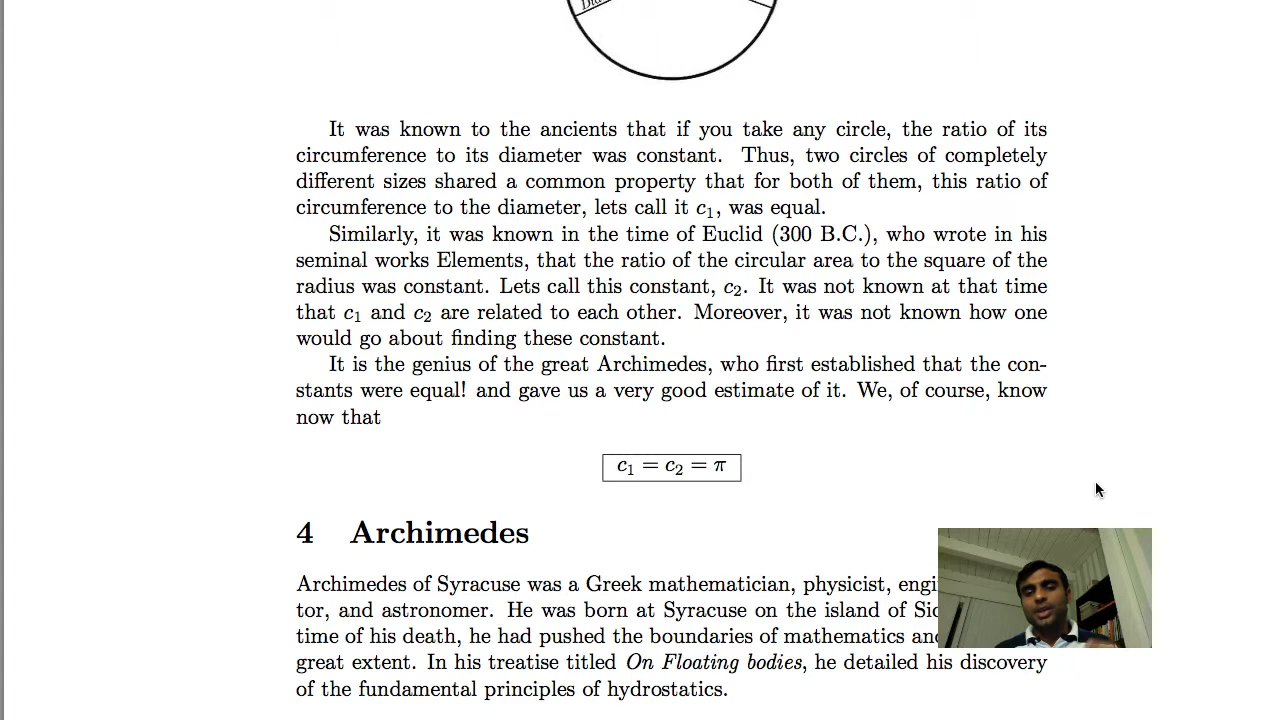 It was known to the ancients that if you take any circle, the ratio of its
circumference to its diameter was constant. Thus, two circles of completely
different sizes shared a common property that for both of them, this ratio of
circumference to the diameter, lets call it c₁, was equal.
Similarly, it was known in the time of Euclid (300 B.C.), who wrote in his
seminal works Elements, that the ratio of the circular area to the square of the
radius was constant. Lets call this constant, c₂. It was not known at that time
that c₁ and c₂ are related to each other. Moreover, it was not known how one
would go about finding these constant.
It is the genius of the great Archimedes, who first established that the con-
stants were equal! and gave us a very good estimate of it. We, of course, know
now that
c₁ = c₂ = π
4 Archimedes
Archimedes of Syracuse was a Greek mathematician, physicist,
tor, and astronomer. He was born at Syracuse on the island of
time of his death, he had pushed the boundaries of mathematics
great extent. In his treatise titled On Floating bodies, he detailed his discovery
of the fundamental principles of hydrostatics.